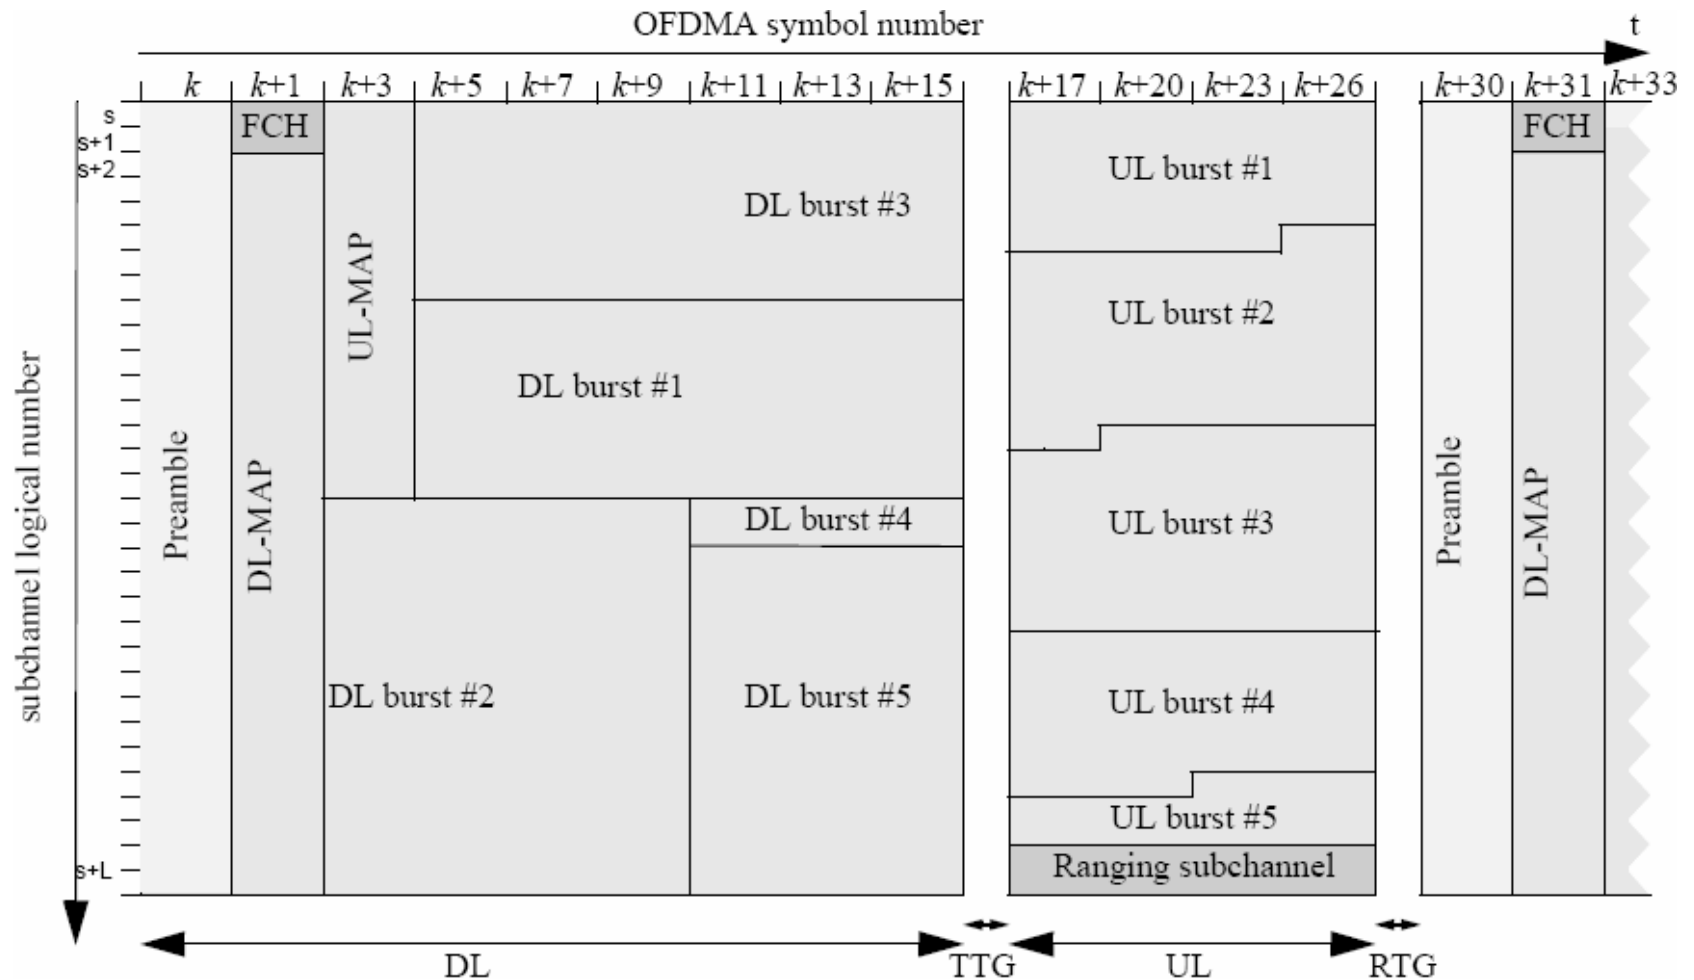 OFDMA symbol number
t
k k+1 k+3 k+5 k+7 k+9 k+11 k+13 k+15 k+17 k+20 k+23 k+26 k+30 k+31 k+33
s
s+1
s+2
s+L
subchannel logical number
Preamble
FCH
DL-MAP
UL-MAP
DL burst #3
DL burst #1
DL burst #4
DL burst #2
DL burst #5
UL burst #1
UL burst #2
UL burst #3
UL burst #4
UL burst #5
Ranging subchannel
Preamble
FCH
DL-MAP
DL TTG UL RTG